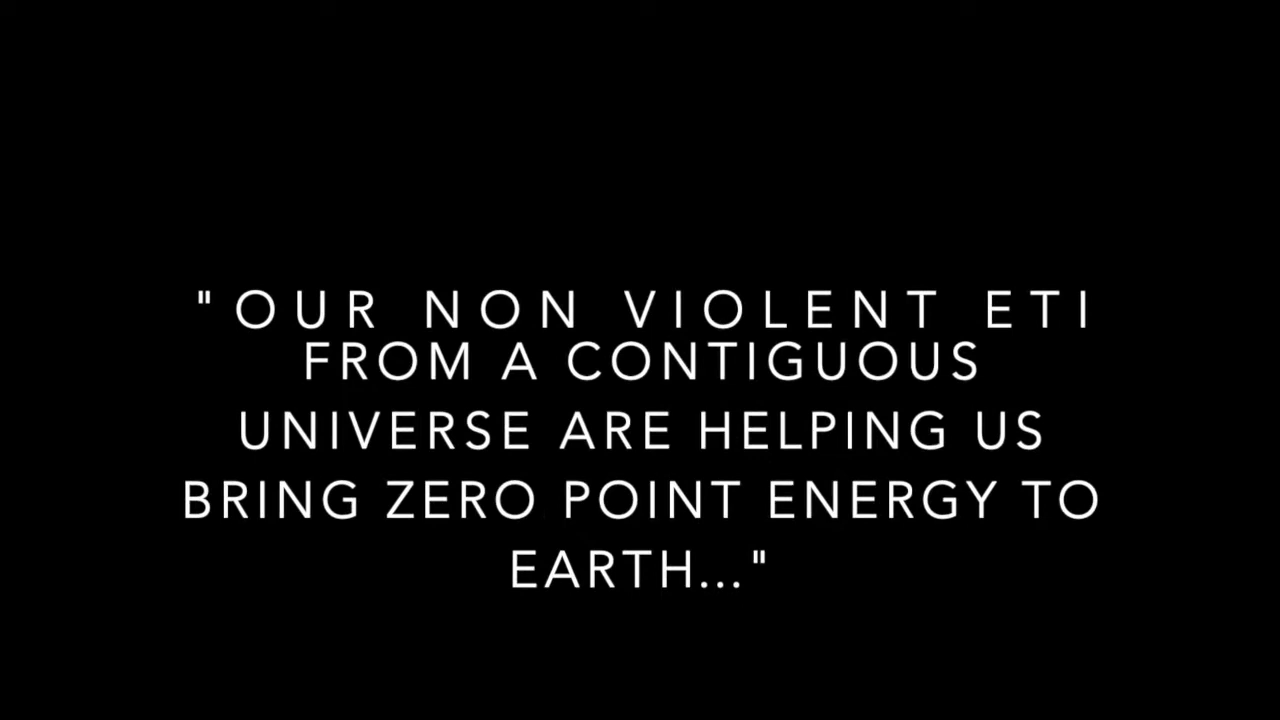 "OUR NON VIOLENT ETI
FROM A CONTIGUOUS
UNIVERSE ARE HELPING US
BRING ZERO POINT ENERGY TO
EARTH..."